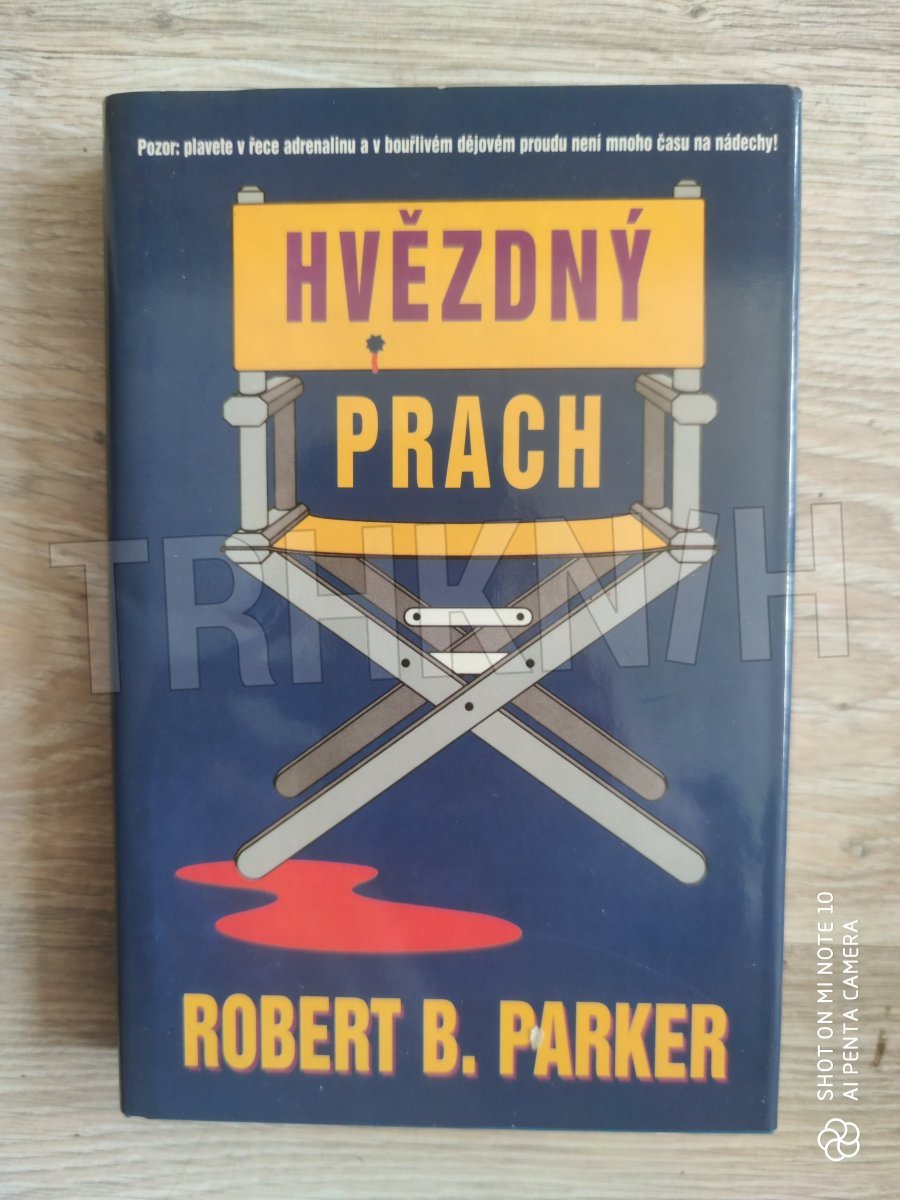 Pozor: plavete v řece adrenalinu a v bouřlivém dějovém proudu není mnoho času na nádechy!
HVĚZDNÝ
PRACH
TRHKNIH
ROBERT B. PARKER
SHOT ON MI NOTE 10
AI PENTA CAMERA